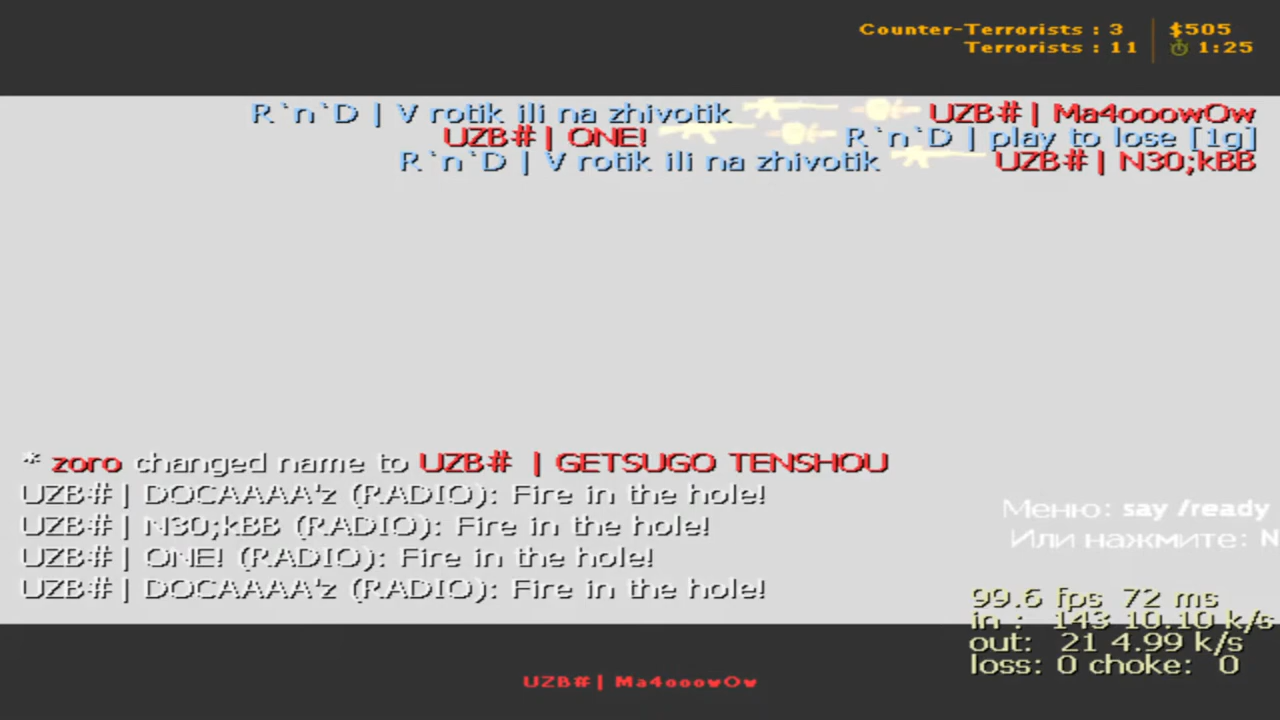 Counter-Terrorists : 3 $505
Terrorists : 11 1:25
R`n`D | V rotik ili na zhivotik UZB# | Ma4ooowOw
UZB# | ONE! R`n`D | play to lose [1g]
R`n`D | V rotik ili na zhivotik UZB# | N30;kBB
* zoro changed name to UZB# | GETSUGO TENSHOU
UZB# | DOCAAAA'z (RADIO): Fire in the hole!
UZB# | N30;kBB (RADIO): Fire in the hole!
UZB# | ONE! (RADIO): Fire in the hole!
UZB# | DOCAAAA'z (RADIO): Fire in the hole!
Меню: say /ready
Или нажмите: N
99.6 fps 72 ms
in : 143 10.10 k/s
out: 21 4.99 k/s
loss: 0 choke: 0
UZB# | Ma4ooowOw